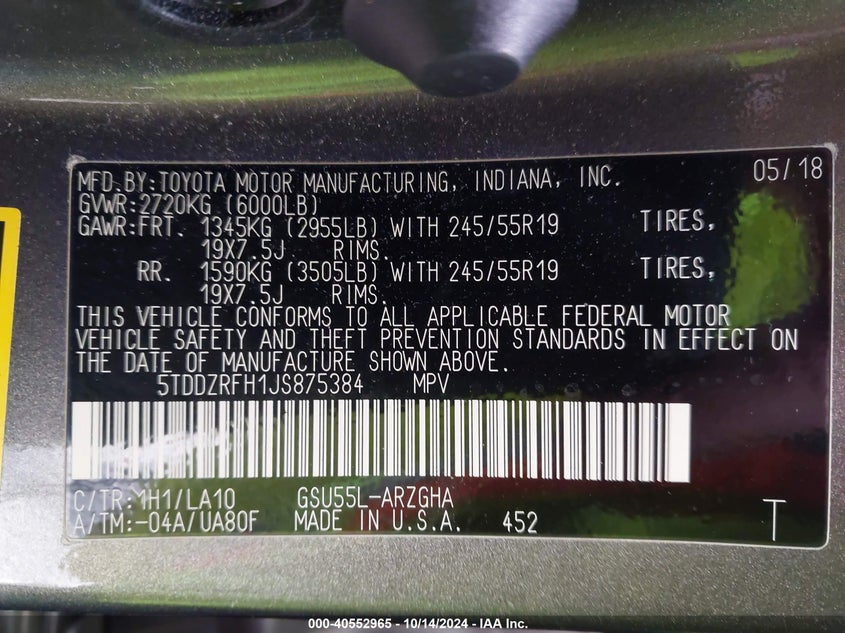 MFD.BY:TOYOTA MOTOR MANUFACTURING, INDIANA, INC. 05/18
GVWR:2720KG (6000LB)
GAWR:FRT. 1345KG (2955LB) WITH 245/55R19 TIRES,
19X7.5J RIMS.
RR. 1590KG (3505LB) WITH 245/55R19 TIRES,
19X7.5J RIMS.
THIS VEHICLE CONFORMS TO ALL APPLICABLE FEDERAL MOTOR
VEHICLE SAFETY AND THEFT PREVENTION STANDARDS IN EFFECT ON
THE DATE OF MANUFACTURE SHOWN ABOVE.
5TDDZRFH1JS875384 MPV
C/TR:1H1/LA10 GSU55L-ARZGHA
A/TM:-04A/UA80F MADE IN U.S.A. 452 T
000-40552965 - 10/14/2024 - IAA Inc.